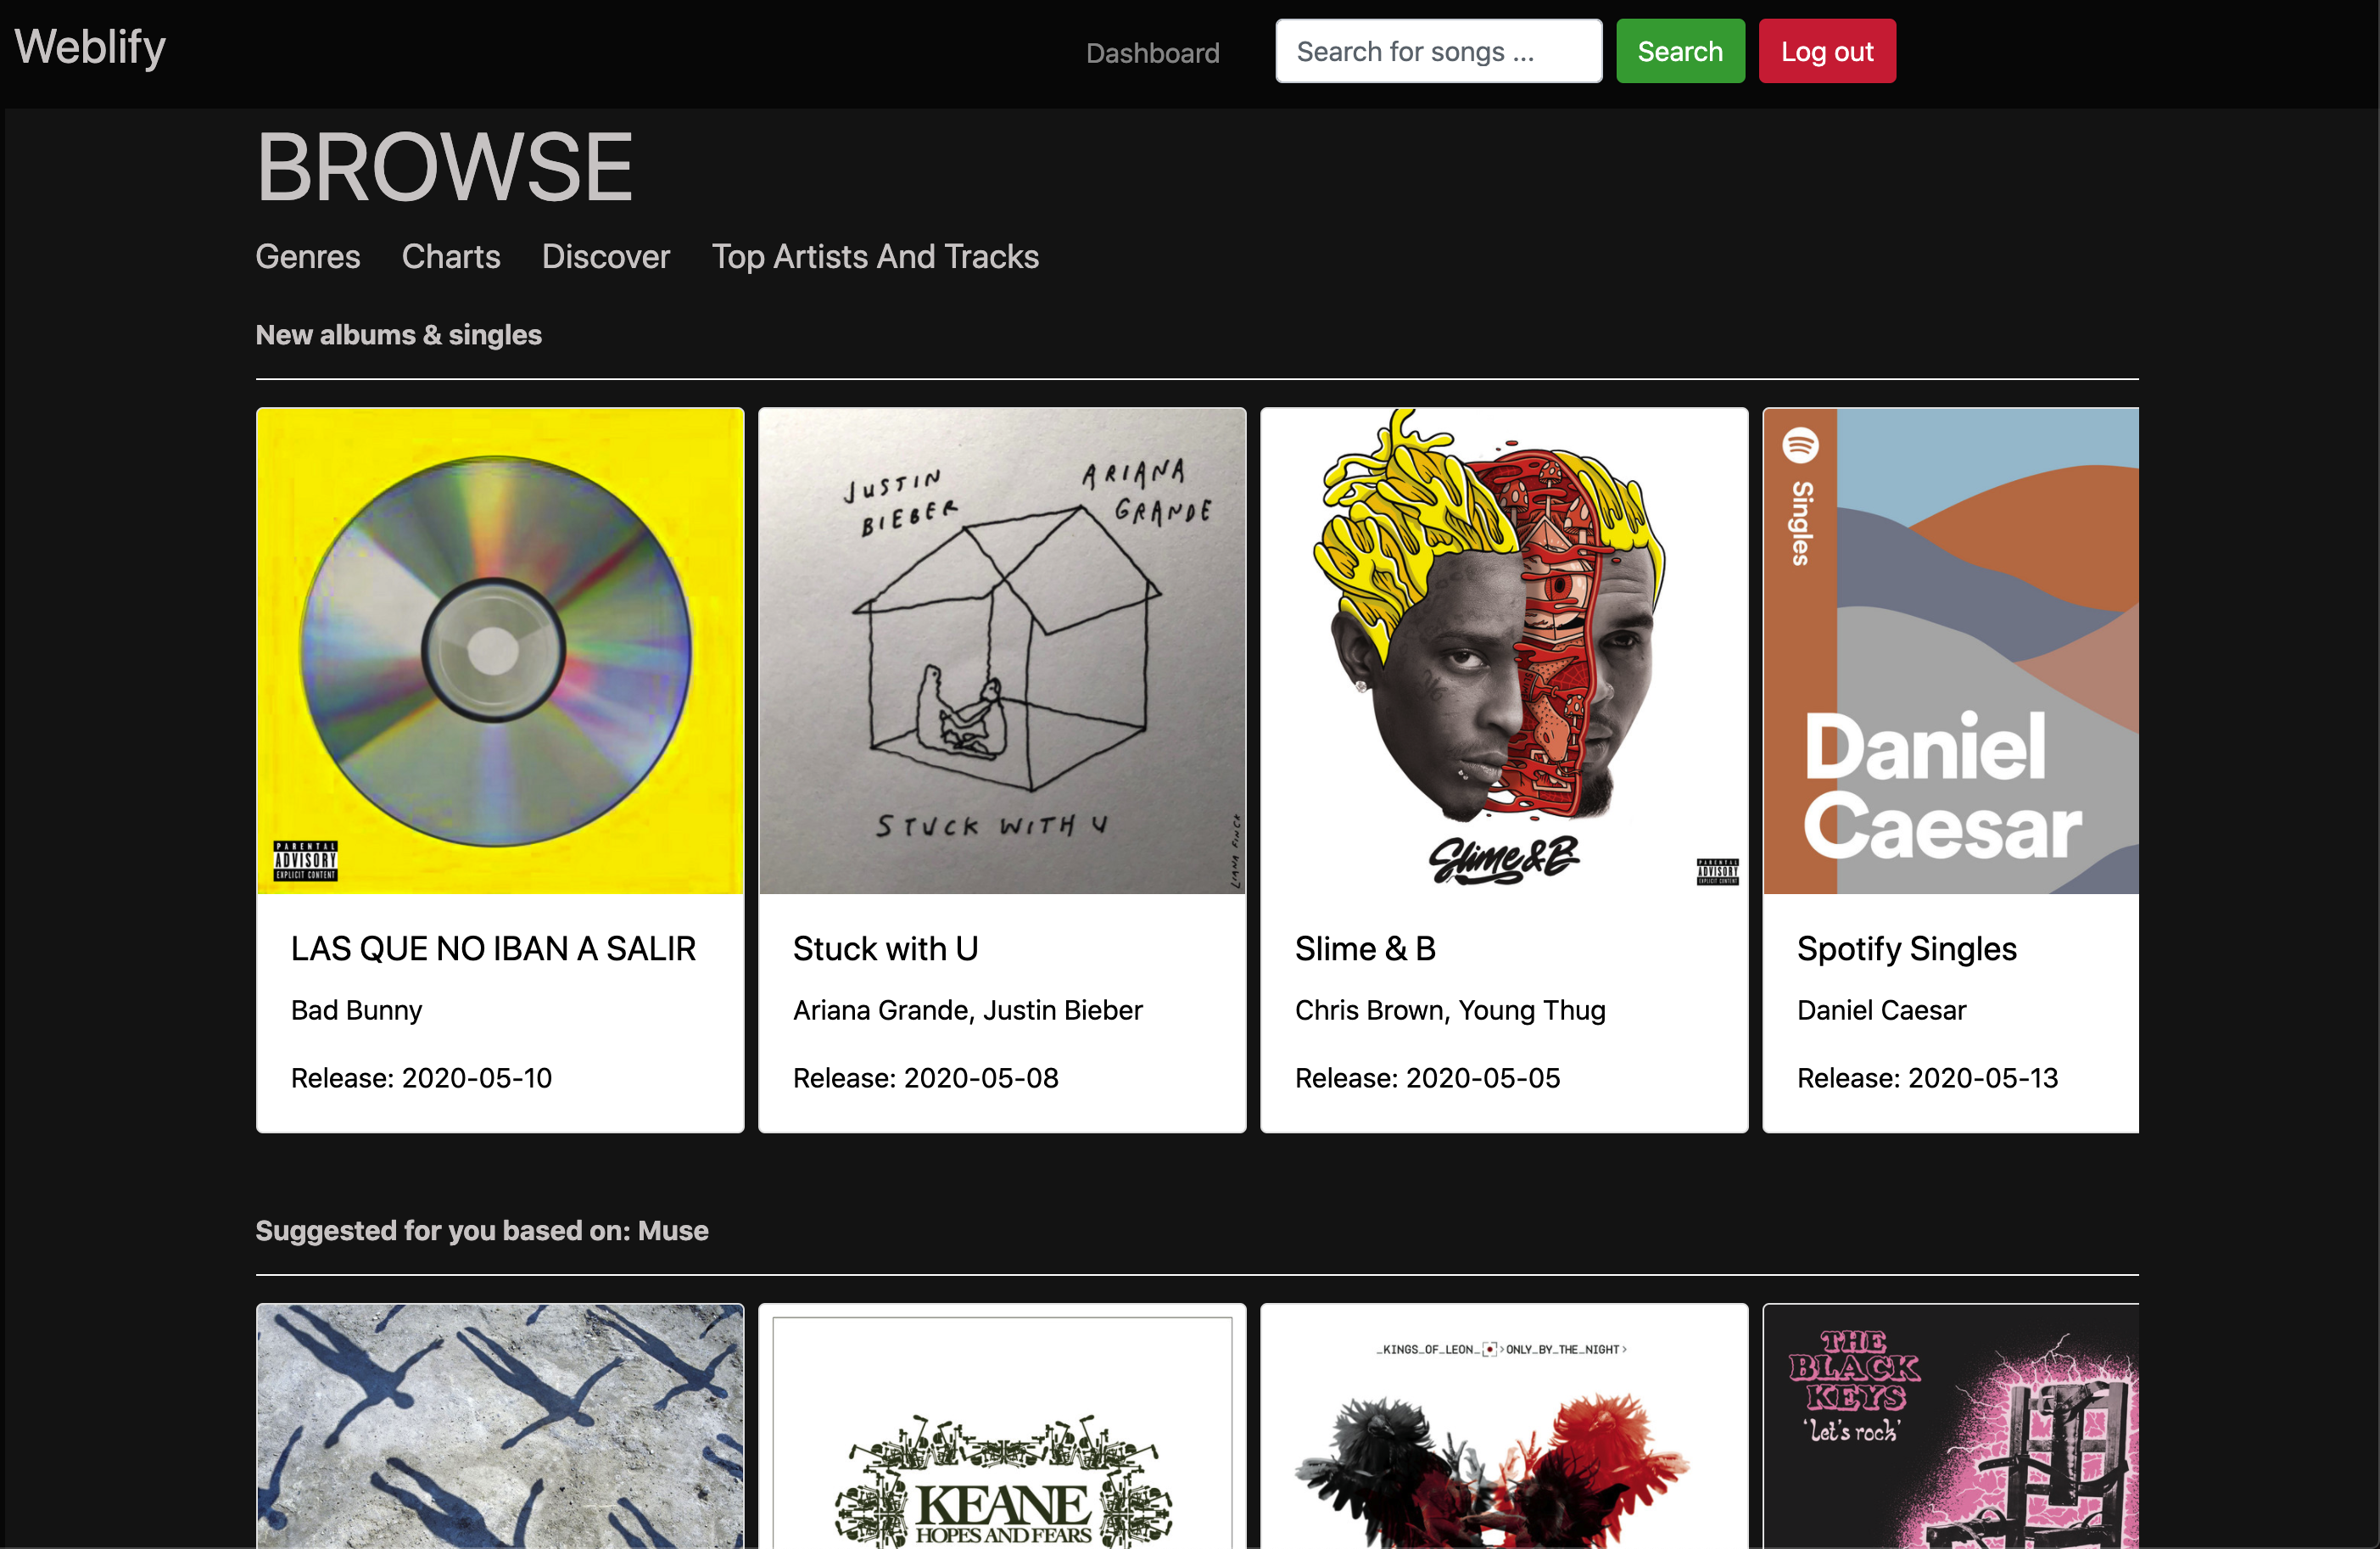 Weblify
Dashboard
Search for songs ...
Search
Log out
BROWSE
Genres
Charts
Discover
Top Artists And Tracks
New albums & singles
PARENTAL
ADVISORY
EXPLICIT CONTENT
JUSTIN
BIEBER
ARIANA
GRANDE
STUCK WITH U
LIANA FINCK
Slime&B
PARENTAL
ADVISORY
EXPLICIT CONTENT
Singles
Daniel
Caesar
LAS QUE NO IBAN A SALIR
Bad Bunny
Release: 2020-05-10
Stuck with U
Ariana Grande, Justin Bieber
Release: 2020-05-08
Slime & B
Chris Brown, Young Thug
Release: 2020-05-05
Spotify Singles
Daniel Caesar
Release: 2020-05-13
Suggested for you based on: Muse
KEANE
HOPES AND FEARS
_KINGS_OF_LEON_ >ONLY_BY_THE_NIGHT>
THE
BLACK
KEYS
'Let's rock'